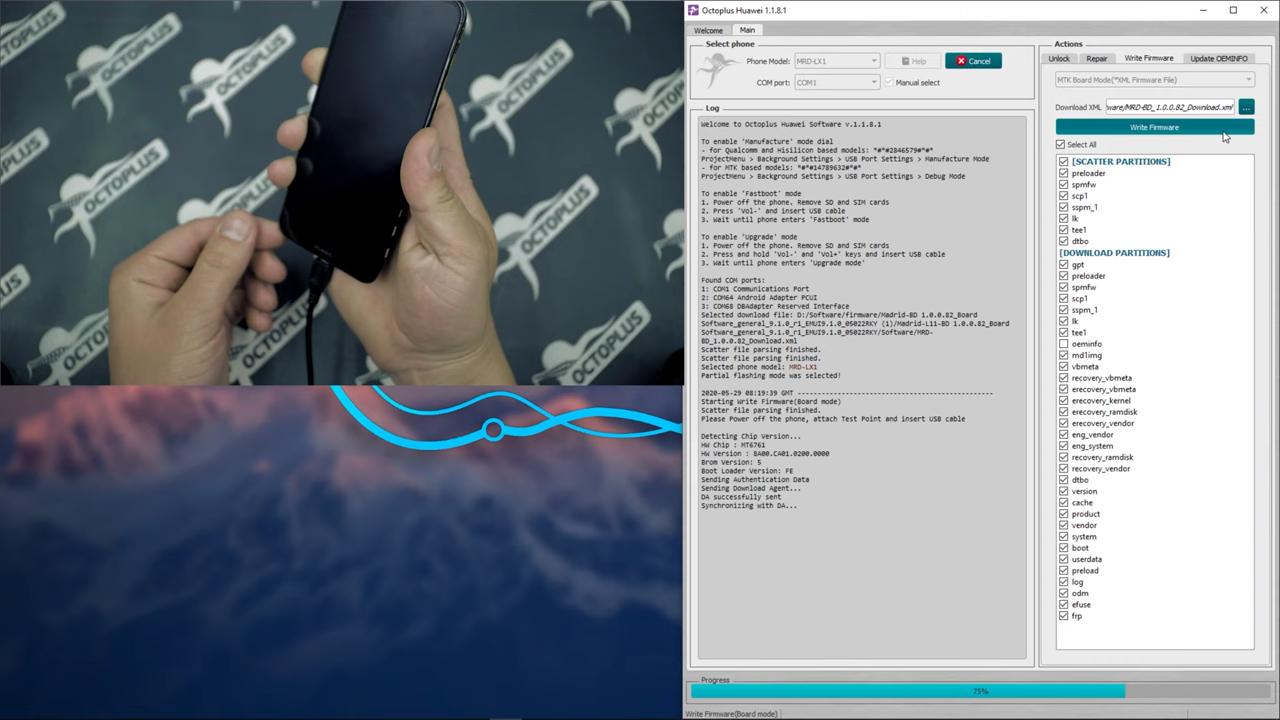 OCTOPLUS
Octoplus Huawei 1.1.8.1
Welcome
Main
Select phone
Phone Model:
MRD-LX1
Help
Cancel
COM port:
COM1
Manual select
Log
Welcome to Octoplus Huawei Software v.1.1.8.1
To enable 'Manufacture' mode dial
- for Qualcomm and Hisilicon based models: *#*#2846579#*#*
ProjectMenu > Background Settings > USB Port Settings > Manufacture Mode
- for MTK based models: *#*#14789632#*#*
ProjectMenu > Background Settings > USB Port Settings > Debug Mode
To enable 'Fastboot' mode
1. Power off the phone. Remove SD and SIM cards
2. Press 'Vol-' and insert USB cable
3. Wait until phone enters 'Fastboot' mode
To enable 'Upgrade' mode
1. Power off the phone. Remove SD and SIM cards
2. Press and hold 'Vol-' and 'Vol+' keys and insert USB cable
3. Wait until phone enters 'Upgrade mode'
Found COM ports:
1: COM1 Communications Port
2: COM64 Android Adapter PCUI
3: COM68 DBAdapter Reserved Interface
Selected download file: D:/Software/firmware/Madrid-BD 1.0.0.82_Board
Software_general_9.1.0_r1_EMUI9.1.0_05022RKY (1)/Madrid-L11-BD 1.0.0.82_Board
Software_general_9.1.0_r1_EMUI9.1.0_05022RKY/Software/MRD-
BD_1.0.0.82_Download.xml
Scatter file parsing finished.
Scatter file parsing finished.
Selected phone model: MRD-LX1
Partial flashing mode was selected!
2020-05-29 08:19:39 GMT ----------------------------------------------
Starting Write Firmware(Board mode)
Scatter file parsing finished.
Please Power off the phone, attach Test Point and insert USB cable
Detecting Chip Version...
HW Chip : MT6761
HW Version : 8A00.CA01.0200.0000
Brom Version: 5
Boot Loader Version: FE
Sending Authentication Data
Sending Download Agent...
DA successfully sent
Synchronizing with DA...
Actions
Unlock
Repair
Write Firmware
Update OEMINFO
MTK Board Mode(*XML Firmware File)
Download XML
ware/MRD-BD_1.0.0.82_Download.xml
...
Write Firmware
Select All
[SCATTER PARTITIONS]
preloader
spmfw
scp1
sspm_1
lk
tee1
dtbo
[DOWNLOAD PARTITIONS]
gpt
preloader
spmfw
scp1
sspm_1
lk
tee1
oeminfo
md1img
vbmeta
recovery_vbmeta
erecovery_vbmeta
erecovery_kernel
erecovery_ramdisk
erecovery_vendor
eng_vendor
eng_system
recovery_ramdisk
recovery_vendor
dtbo
version
cache
product
vendor
system
boot
userdata
preload
log
odm
efuse
frp
Progress
75%
Write Firmware(Board mode)